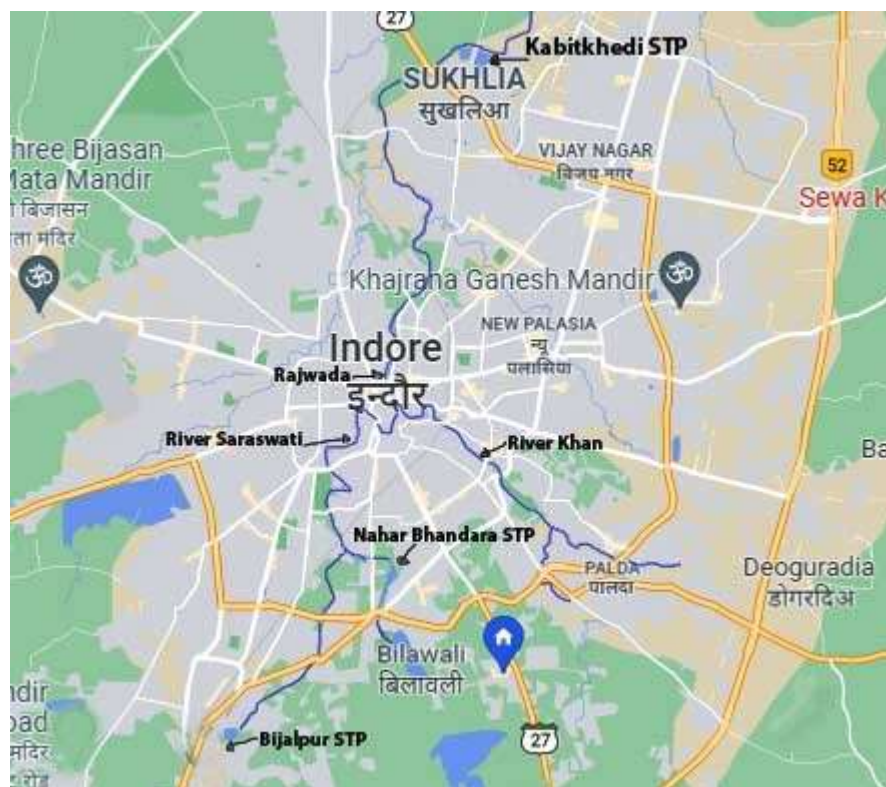 27
Kabitkhedi STP
SUKHLIA
सुखलिआ
hree Bijasan
Mata Mandir
बिजासन
ता मंदिर
VIJAY NAGAR
विजय नगर
52
Sewa K
Khajrana Ganesh Mandir
NEW PALASIA
न्यू
पलासिया
Indore
Rajwada
इन्दौर
River Saraswati
River Khan
Ba
Nahar Bhandara STP
PALDA
पालदा
Deoguradia
डोगरदिअ
Bilawali
बिलावली
ndir
oad
मंदिर
रोड
Bijalpur STP
27